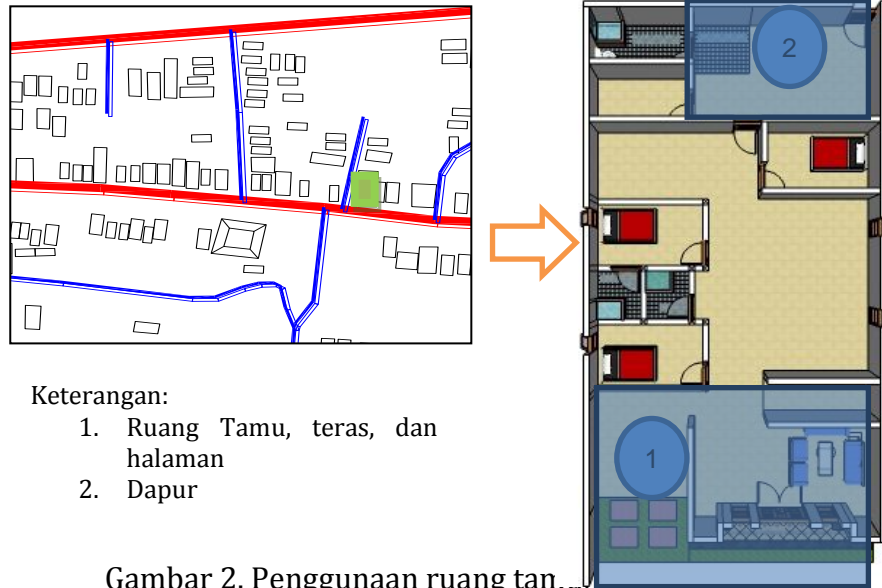 2
1
Keterangan:
1. Ruang Tamu, teras, dan
halaman
2. Dapur
Gambar 2. Penggunaan ruang